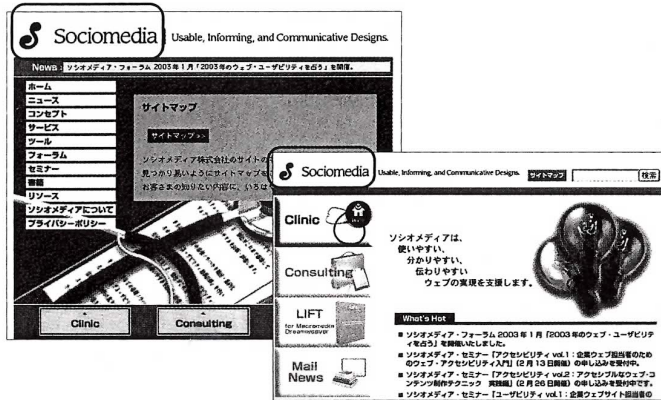 Sociomedia
Usable, Informing, and Communicative Designs.
News : ソシオメディア・フォーラム 2003年1月「2003年のウェブ・ユーザビリティを占う」を開催。
ホーム
ニュース
コンセプト
サービス
ツール
フォーラム
セミナー
書籍
リソース
ソシオメディアについて
プライバシーポリシー
サイトマップ
サイトマップ >>
ソシオメディア株式会社のサイトの
見つかり易いようにサイトマップを
お客さまの知りたい内容に、いろは
Clinic
Consulting
Sociomedia
Usable, Informing, and Communicative Designs.
サイトマップ
検索
Clinic
Consulting
LIFT
for Macromedia
Dreamweaver
Mail
News
ソシオメディアは、
使いやすい、
分かりやすい、
伝わりやすい
ウェブの実現を支援します。
What's Hot
■ ソシオメディア・フォーラム 2003年1月「2003年のウェブ・ユーザビリテ
ィを占う」を開催いたしました。
■ ソシオメディア・セミナー「アクセシビリティ vol.1：企業ウェブ担当者のため
のウェブ・アクセシビリティ入門」（2月13日開催）の申し込みを受付中。
■ ソシオメディア・セミナー「アクセシビリティ vol.2：アクセシブルなウェブ・コ
ンテンツ制作テクニック 実践編」（2月26日開催）の申し込みを受付中です。
■ ソシオメディア・セミナー「ユーザビリティ vol.1：企業ウェブサイト担当者の